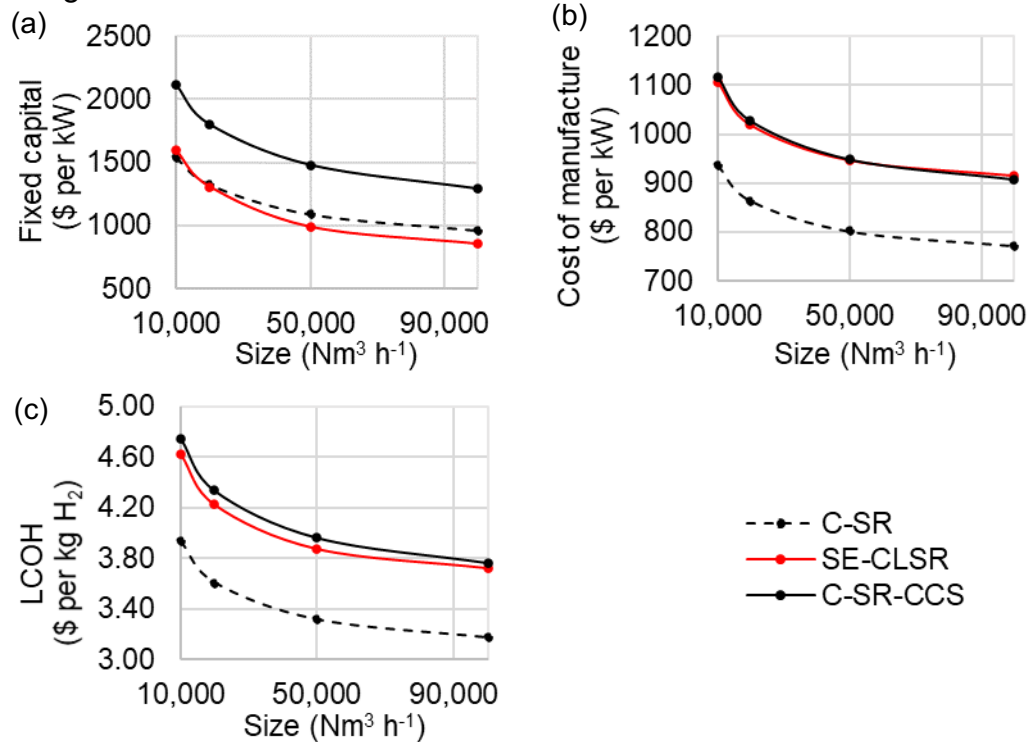 (a)
2500
2000
1500
1000
500
Fixed capital
($ per kW)
10,000 50,000 90,000
Size (Nm³ h⁻¹)
(b)
1200
1100
1000
900
800
700
Cost of manufacture
($ per kW)
10,000 50,000 90,000
Size (Nm³ h⁻¹)
(c)
5.00
4.60
4.20
3.80
3.40
3.00
LCOH
($ per kg H₂)
10,000 50,000 90,000
Size (Nm³ h⁻¹)
C-SR
SE-CLSR
C-SR-CCS